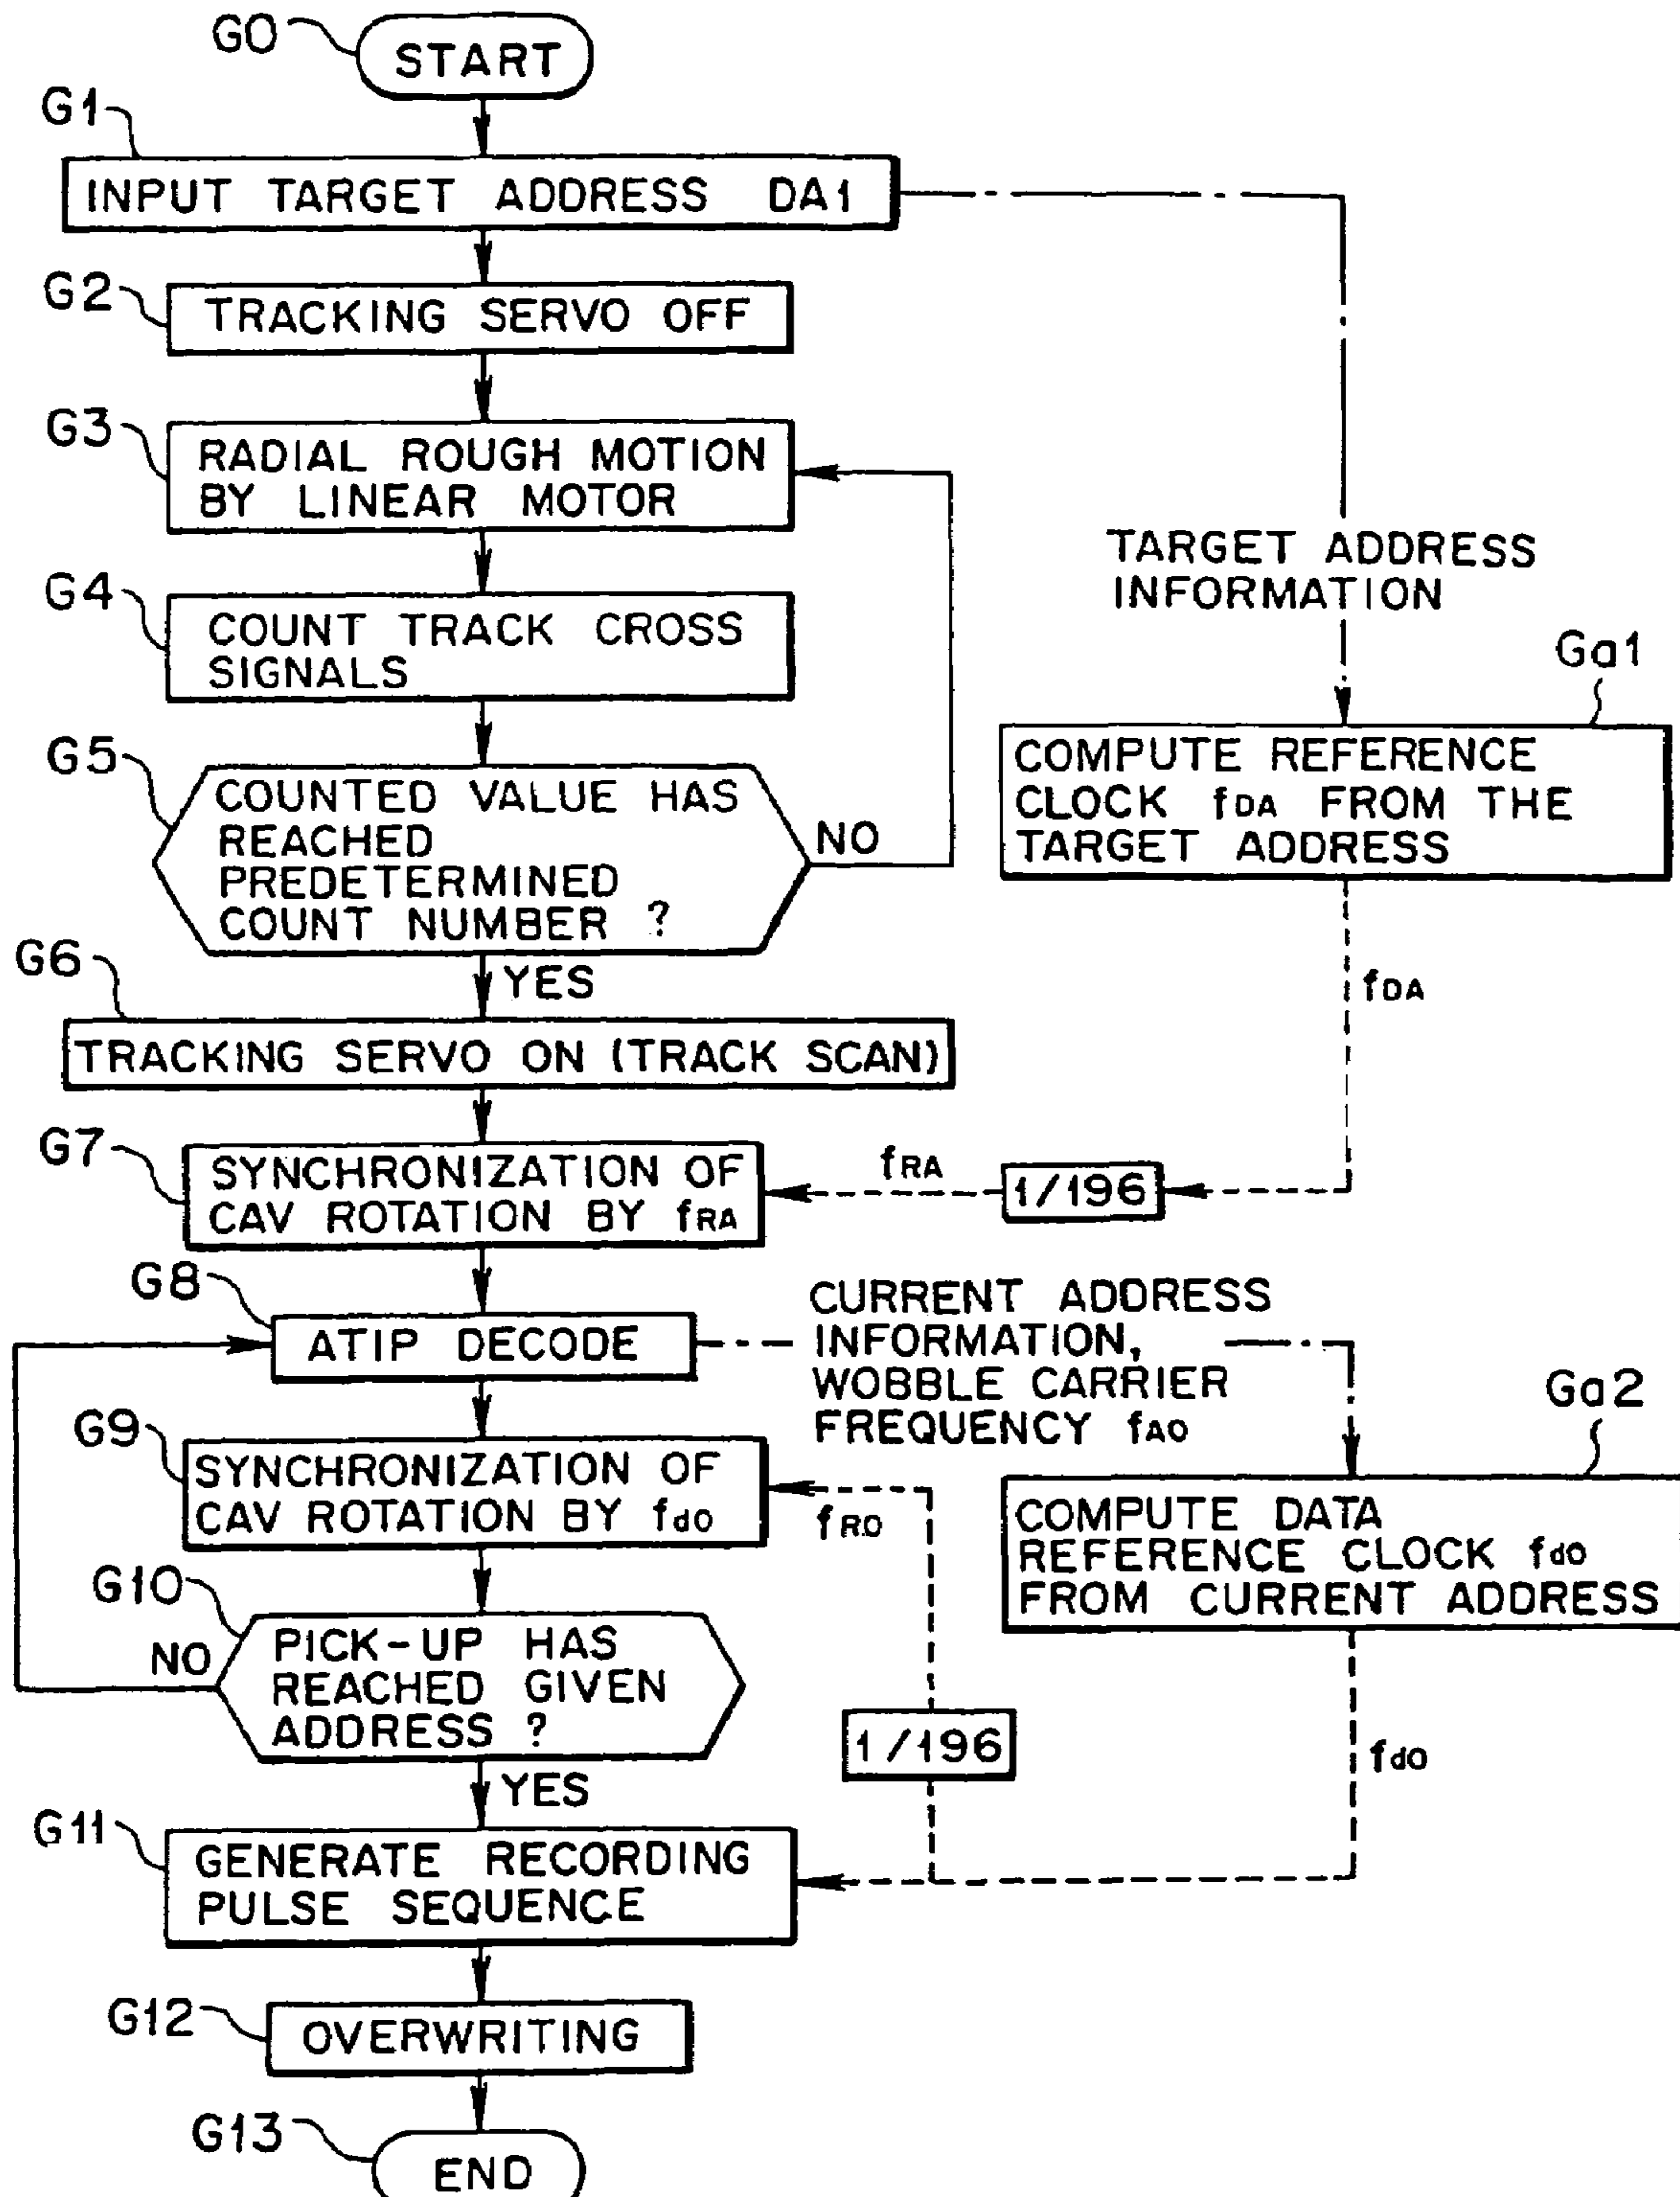 G0
START
G1
INPUT TARGET ADDRESS DA1
G2
TRACKING SERVO OFF
G3
RADIAL ROUGH MOTION
BY LINEAR MOTOR
TARGET ADDRESS
INFORMATION
G4
COUNT TRACK CROSS
SIGNALS
Ga1
COMPUTE REFERENCE
CLOCK fDA FROM THE
TARGET ADDRESS
G5
COUNTED VALUE HAS
REACHED
PREDETERMINED
COUNT NUMBER ?
NO
YES
fDA
G6
TRACKING SERVO ON (TRACK SCAN)
G7
SYNCHRONIZATION OF
CAV ROTATION BY fRA
fRA
1/196
G8
ATIP DECODE
CURRENT ADDRESS
INFORMATION,
WOBBLE CARRIER
FREQUENCY fAO
Ga2
COMPUTE DATA
REFERENCE CLOCK fdO
FROM CURRENT ADDRESS
G9
SYNCHRONIZATION OF
CAV ROTATION BY fdO
fRO
G10
NO
PICK-UP HAS
REACHED GIVEN
ADDRESS ?
1/196
fdO
YES
G11
GENERATE RECORDING
PULSE SEQUENCE
G12
OVERWRITING
G13
END